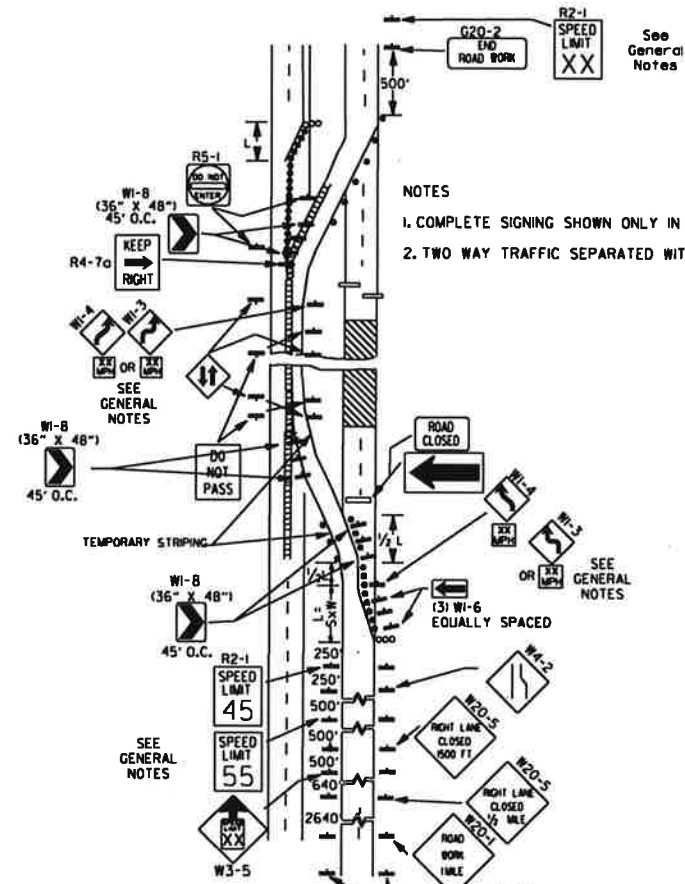 R2-1
SPEED
LIMIT
XX
See
General
Notes
G20-2
END
ROAD WORK
500'
L
R5-1
DO NOT
ENTER
W1-8
(36" X 48")
45' O.C.
KEEP
RIGHT
R4-7a
NOTES
1. COMPLETE SIGNING SHOWN ONLY IN
2. TWO WAY TRAFFIC SEPARATED WIT
W1-4
W1-3
XX
MPH
OR
XX
MPH
SEE
GENERAL
NOTES
W1-8
(36" X 48")
45' O.C.
DO
NOT
PASS
ROAD
CLOSED
TEMPORARY STRIPING
½ L
W1-4
XX
MPH
W1-3
OR
XX
MPH
SEE
GENERAL
NOTES
½L
L=
SxW
W1-8
(36" X 48")
45' O.C.
(3) W1-6
EQUALLY SPACED
R2-1
SPEED
LIMIT
45
250'
250'
500'
500'
500'
640
2640
W4-2
SEE
GENERAL
NOTES
SPEED
LIMIT
55
W20-5
RIGHT LANE
CLOSED
1500 FT
W20-5
RIGHT LANE
CLOSED
½ MILE
XX
W3-5
W20-1
ROAD
WORK
1 MILE